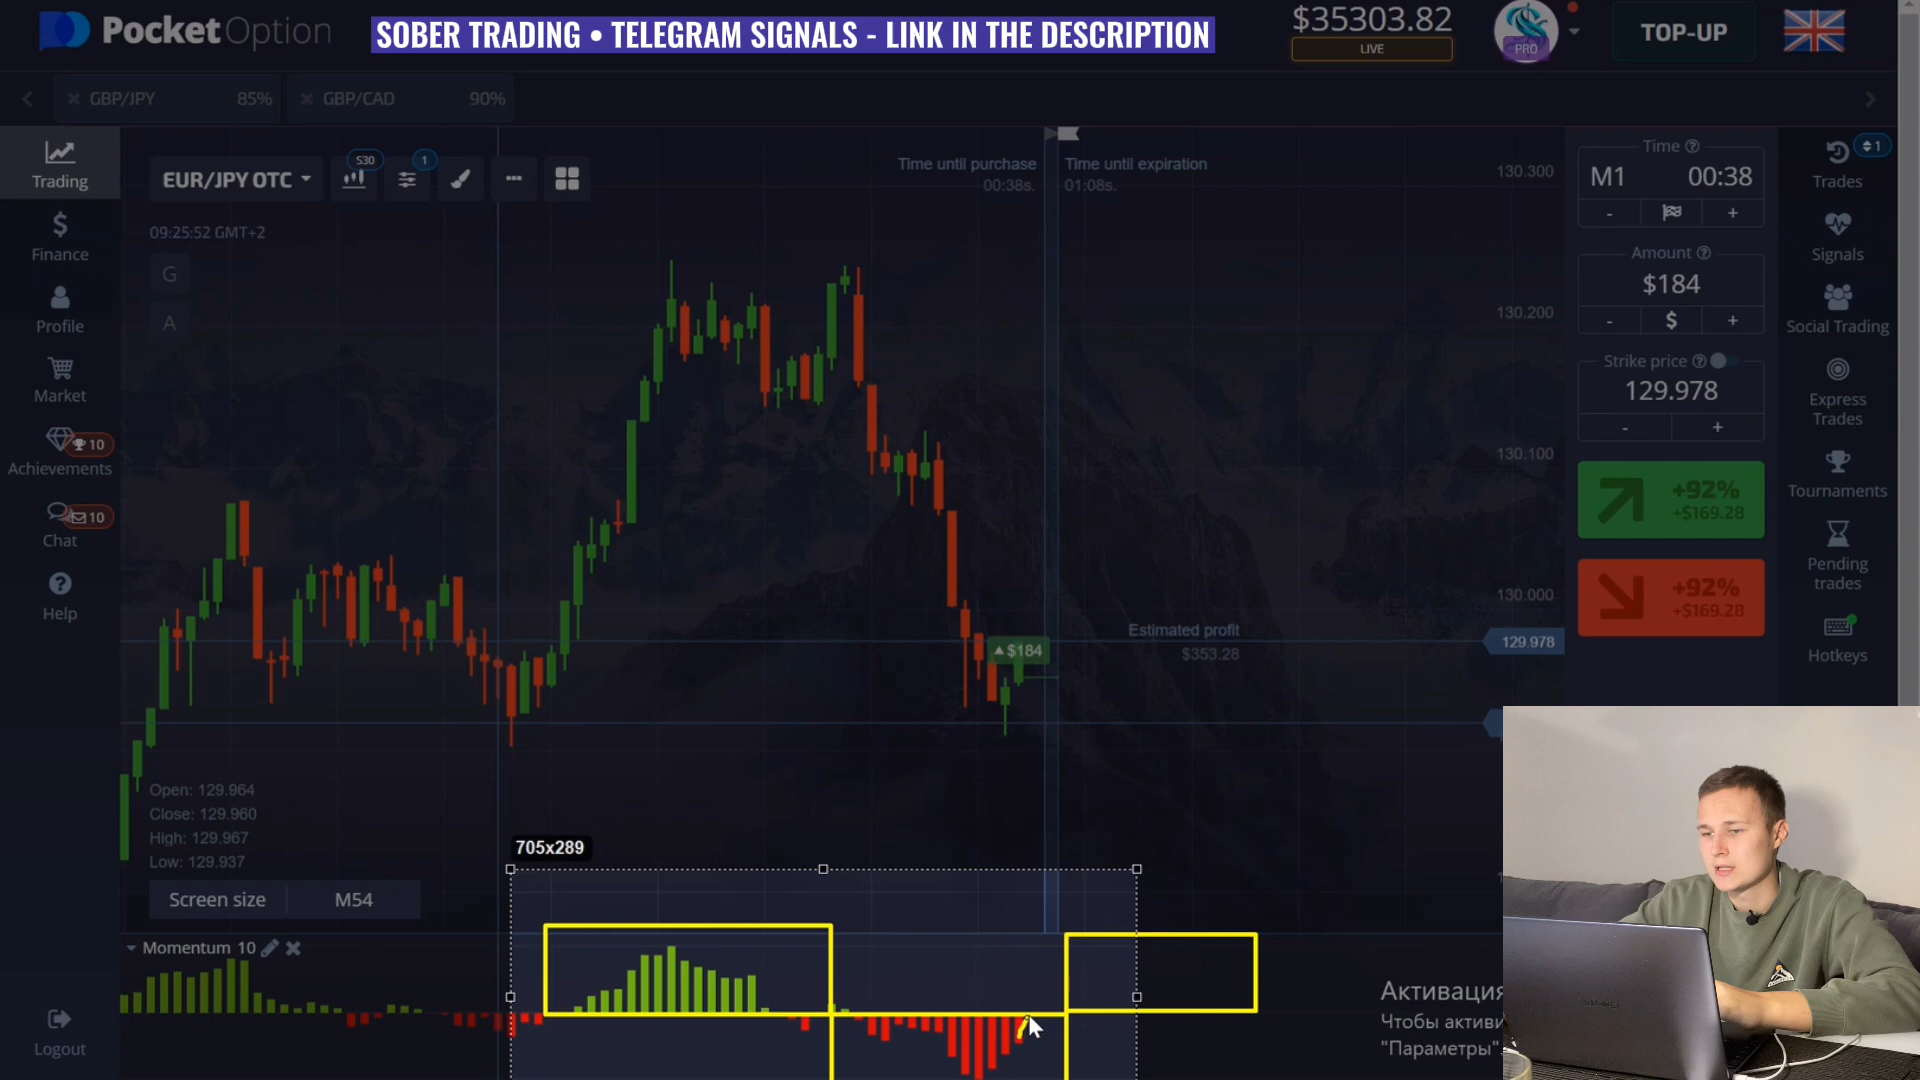 PocketOption
SOBER TRADING • TELEGRAM SIGNALS - LINK IN THE DESCRIPTION
$35303.82
LIVE
PRO
TOP-UP
GBP/JPY 85%
GBP/CAD 90%
Trading
Finance
Profile
Market
10
Achievements
10
Chat
Help
Logout
EUR/JPY OTC
S30
1
09:25:52 GMT+2
G
A
Time until purchase
00:38s.
Time until expiration
01:08s.
130.300
130.200
130.100
130.000
129.978
$184
Estimated profit
$353.28
Open: 129.964
Close: 129.960
High: 129.967
Low: 129.937
Screen size M54
705x289
Momentum 10
Time
M1 00:38
- +
Amount
$184
- $ +
Strike price
129.978
- +
+92%
+$169.28
+92%
+$169.28
1
Trades
Signals
Social Trading
Express
Trades
Tournaments
Pending
trades
Hotkeys
Активация
Чтобы активи
"Параметры"